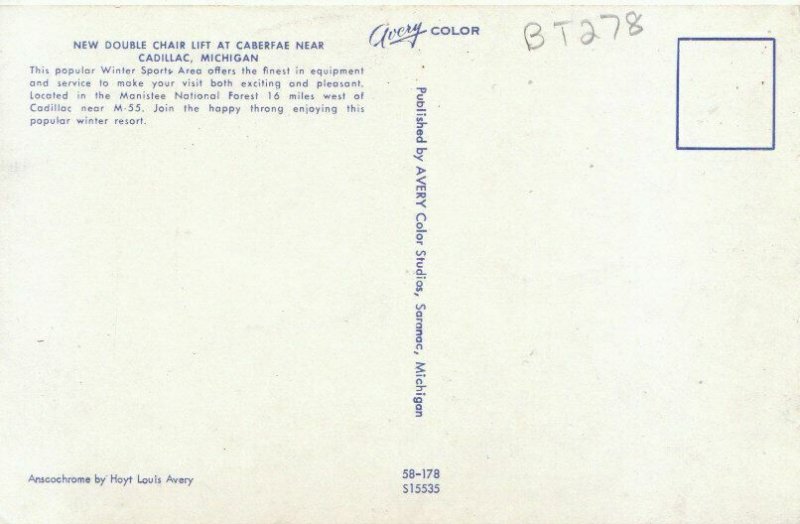 NEW DOUBLE CHAIR LIFT AT CABERFAE NEAR
CADILLAC, MICHIGAN
This popular Winter Sports Area offers the finest in equipment
and service to make your visit both exciting and pleasant.
Located in the Manistee National Forest 16 miles west of
Cadillac near M-55. Join the happy throng enjoying this
popular winter resort.
Avery COLOR
BT278
Published by AVERY Color Studios, Saranac, Michigan
Anscochrome by Hoyt Louis Avery
58-178
S15535